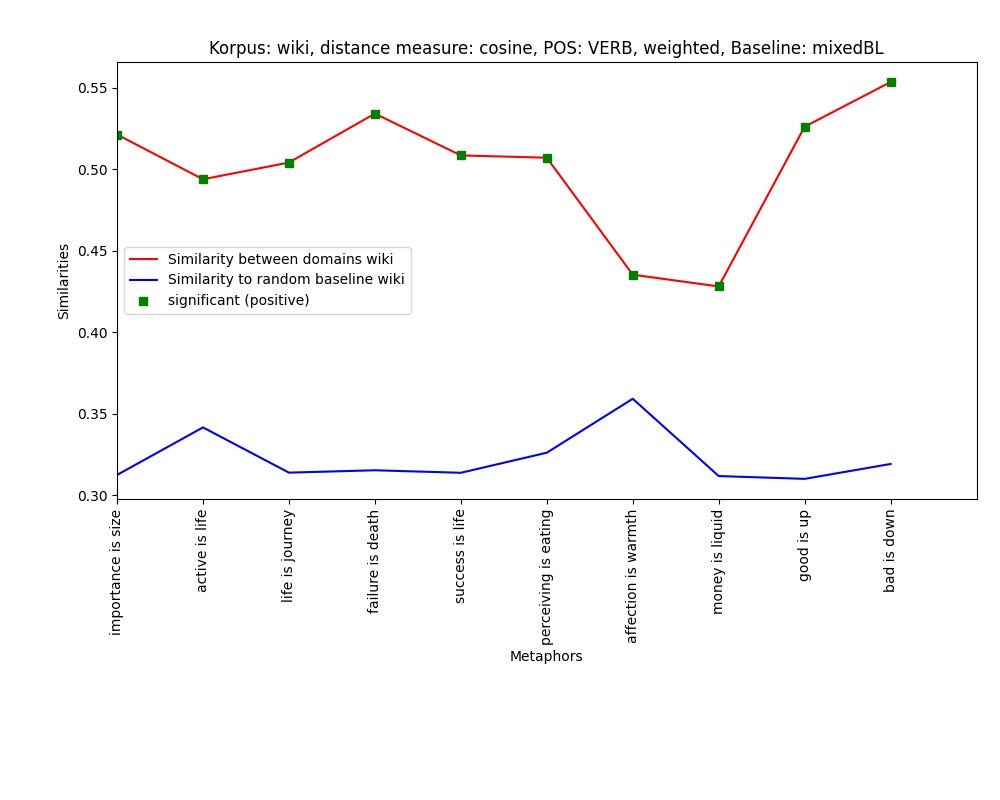 Korpus: wiki, distance measure: cosine, POS: VERB, weighted, Baseline: mixedBL
0.55
0.50
0.45
0.40
0.35
0.30
Similarities
Similarity between domains wiki
Similarity to random baseline wiki
significant (positive)
importance is size
active is life
life is journey
failure is death
success is life
perceiving is eating
affection is warmth
money is liquid
good is up
bad is down
Metaphors